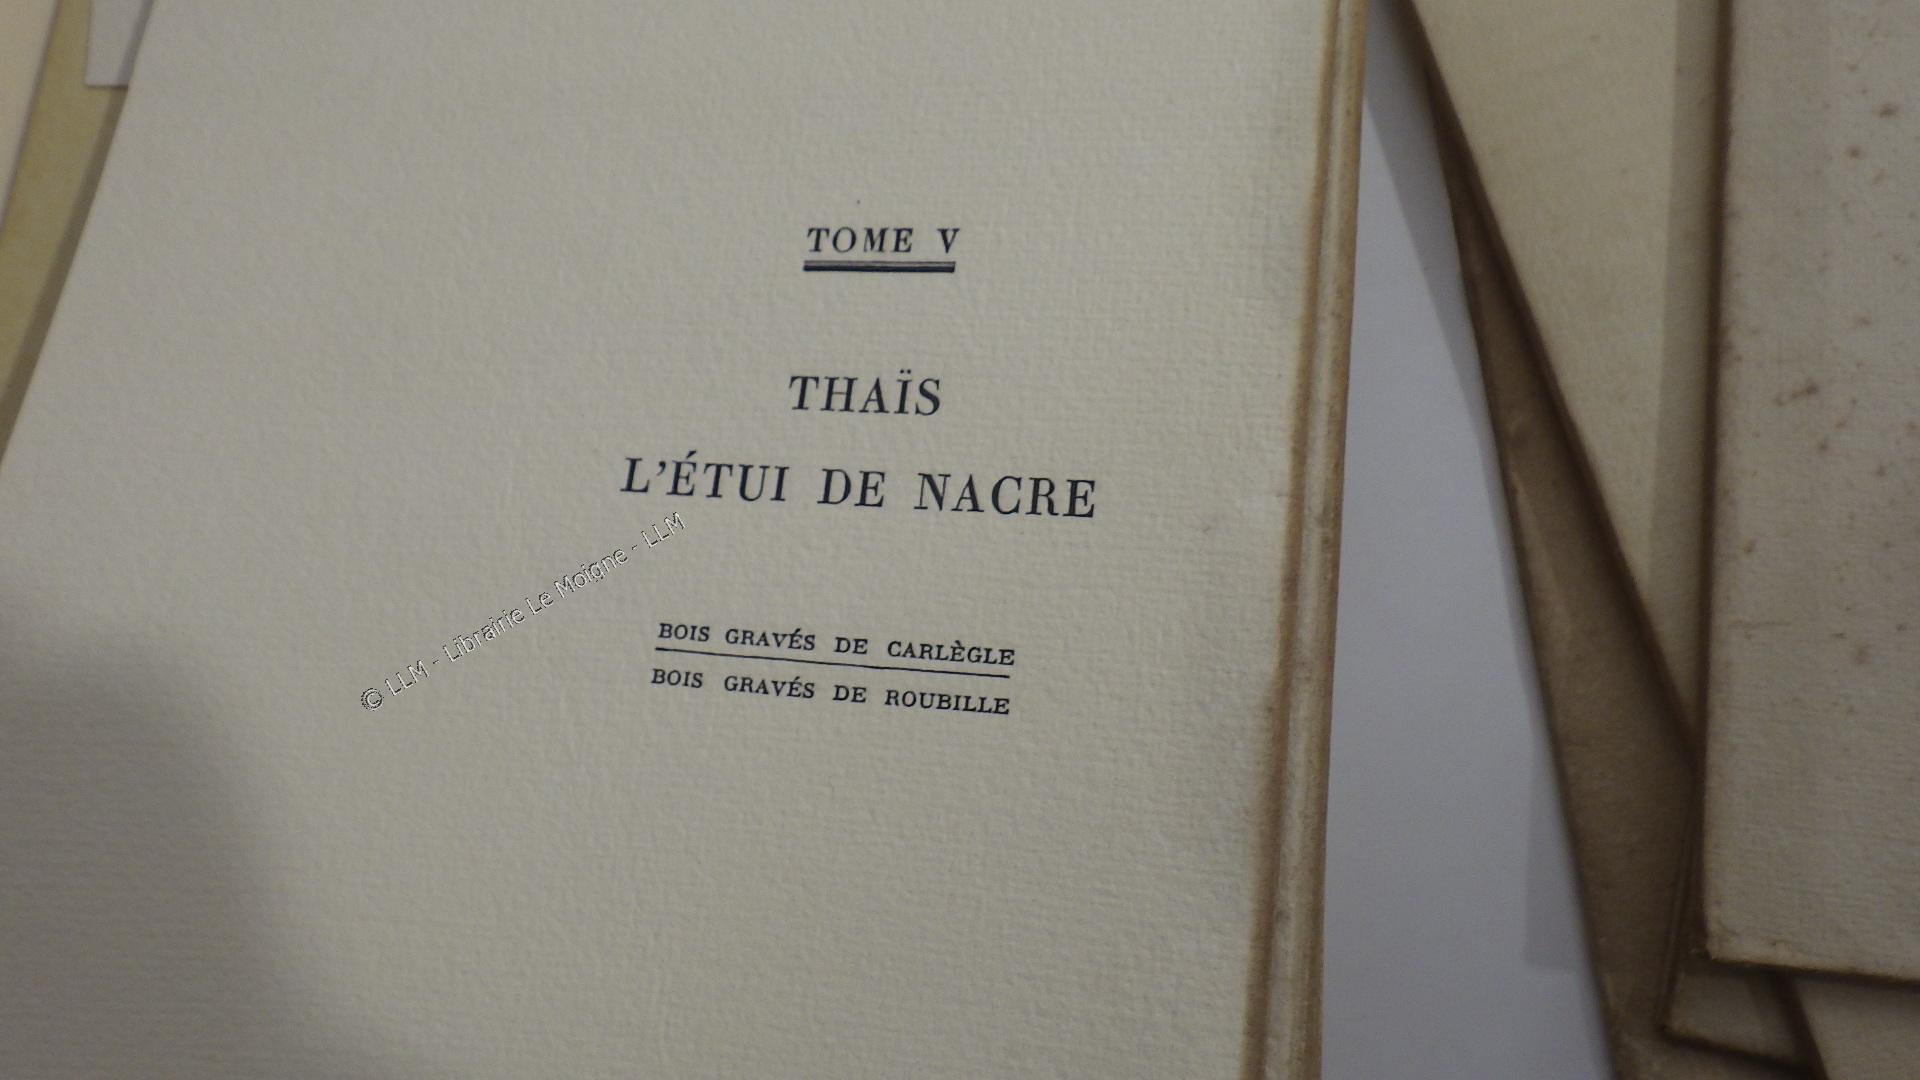 TOME V
THAÏS
L'ÉTUI DE NACRE
© LLM - Librairie Le Moigne - LLM
BOIS GRAVÉS DE CARLÈGLE
BOIS GRAVÉS DE ROUBILLE